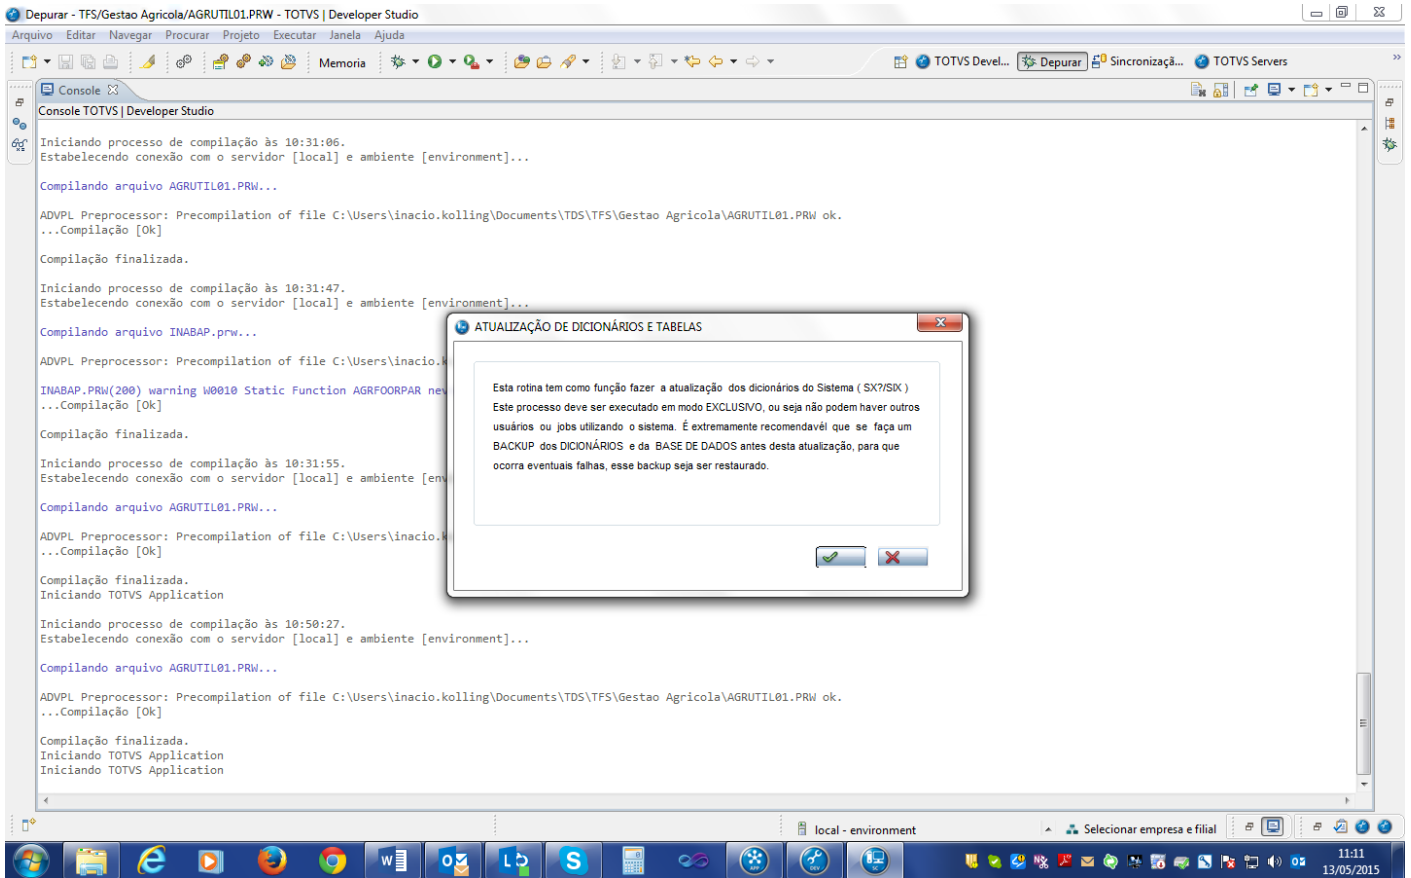 Depurar - TFS/Gestao Agricola/AGRUTIL01.PRW - TOTVS | Developer Studio
Arquivo Editar Navegar Procurar Projeto Executar Janela Ajuda
Memoria
TOTVS Devel...
Depurar
Sincronizaçã...
TOTVS Servers
Console
Console TOTVS | Developer Studio
Iniciando processo de compilação às 10:31:06.
Estabelecendo conexão com o servidor [local] e ambiente [environment]...
Compilando arquivo AGRUTIL01.PRW...
ADVPL Preprocessor: Precompilation of file C:\Users\inacio.kolling\Documents\TDS\TFS\Gestao Agricola\AGRUTIL01.PRW ok.
...Compilação [Ok]
Compilação finalizada.
Iniciando processo de compilação às 10:31:47.
Estabelecendo conexão com o servidor [local] e ambiente [environment]...
Compilando arquivo INABAP.prw...
ADVPL Preprocessor: Precompilation of file C:\Users\inacio.k
INABAP.PRW(200) warning W0010 Static Function AGRFOORPAR nev
...Compilação [Ok]
Compilação finalizada.
Iniciando processo de compilação às 10:31:55.
Estabelecendo conexão com o servidor [local] e ambiente [env
Compilando arquivo AGRUTIL01.PRW...
ADVPL Preprocessor: Precompilation of file C:\Users\inacio.k
...Compilação [Ok]
Compilação finalizada.
Iniciando TOTVS Application
Iniciando processo de compilação às 10:50:27.
Estabelecendo conexão com o servidor [local] e ambiente [environment]...
Compilando arquivo AGRUTIL01.PRW...
ADVPL Preprocessor: Precompilation of file C:\Users\inacio.kolling\Documents\TDS\TFS\Gestao Agricola\AGRUTIL01.PRW ok.
...Compilação [Ok]
Compilação finalizada.
Iniciando TOTVS Application
Iniciando TOTVS Application
ATUALIZAÇÃO DE DICIONÁRIOS E TABELAS
Esta rotina tem como função fazer a atualização dos dicionários do Sistema ( SX?/SIX )
Este processo deve ser executado em modo EXCLUSIVO, ou seja não podem haver outros
usuários ou jobs utilizando o sistema. É extremamente recomendavél que se faça um
BACKUP dos DICIONÁRIOS e da BASE DE DADOS antes desta atualização, para que
ocorra eventuais falhas, esse backup seja ser restaurado.
local - environment
Selecionar empresa e filial
11:11
13/05/2015